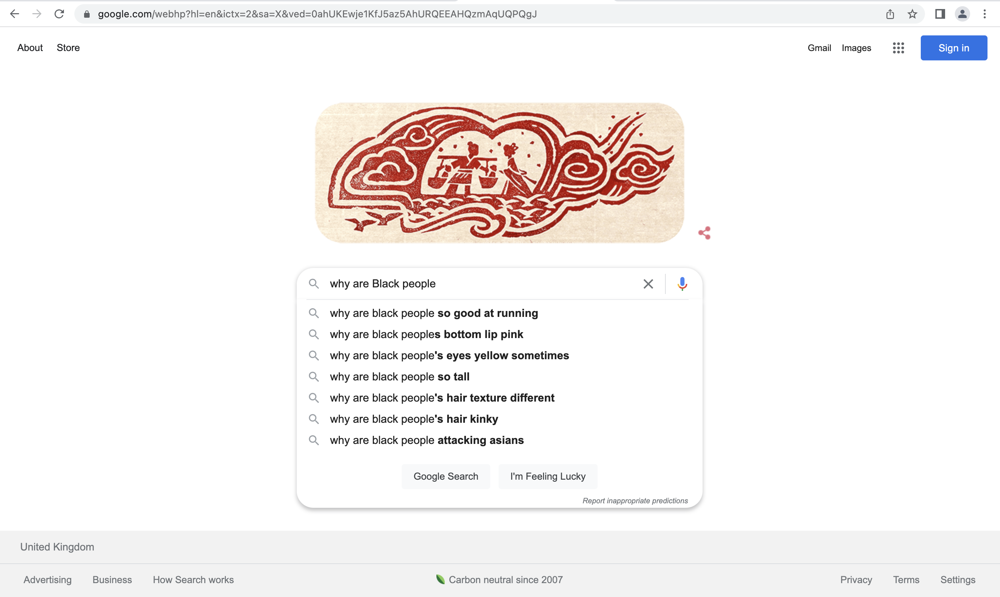 google.com/webhp?hl=en&ictx=2&sa=X&ved=0ahUKEwje1KfJ5az5AhURQEEAHQzmAqUQPQgJ
About Store Gmail Images Sign in
why are Black people
why are black people so good at running
why are black peoples bottom lip pink
why are black people's eyes yellow sometimes
why are black people so tall
why are black people's hair texture different
why are black people's hair kinky
why are black people attacking asians
Google Search I'm Feeling Lucky
Report inappropriate predictions
United Kingdom
Advertising Business How Search works Carbon neutral since 2007 Privacy Terms Settings